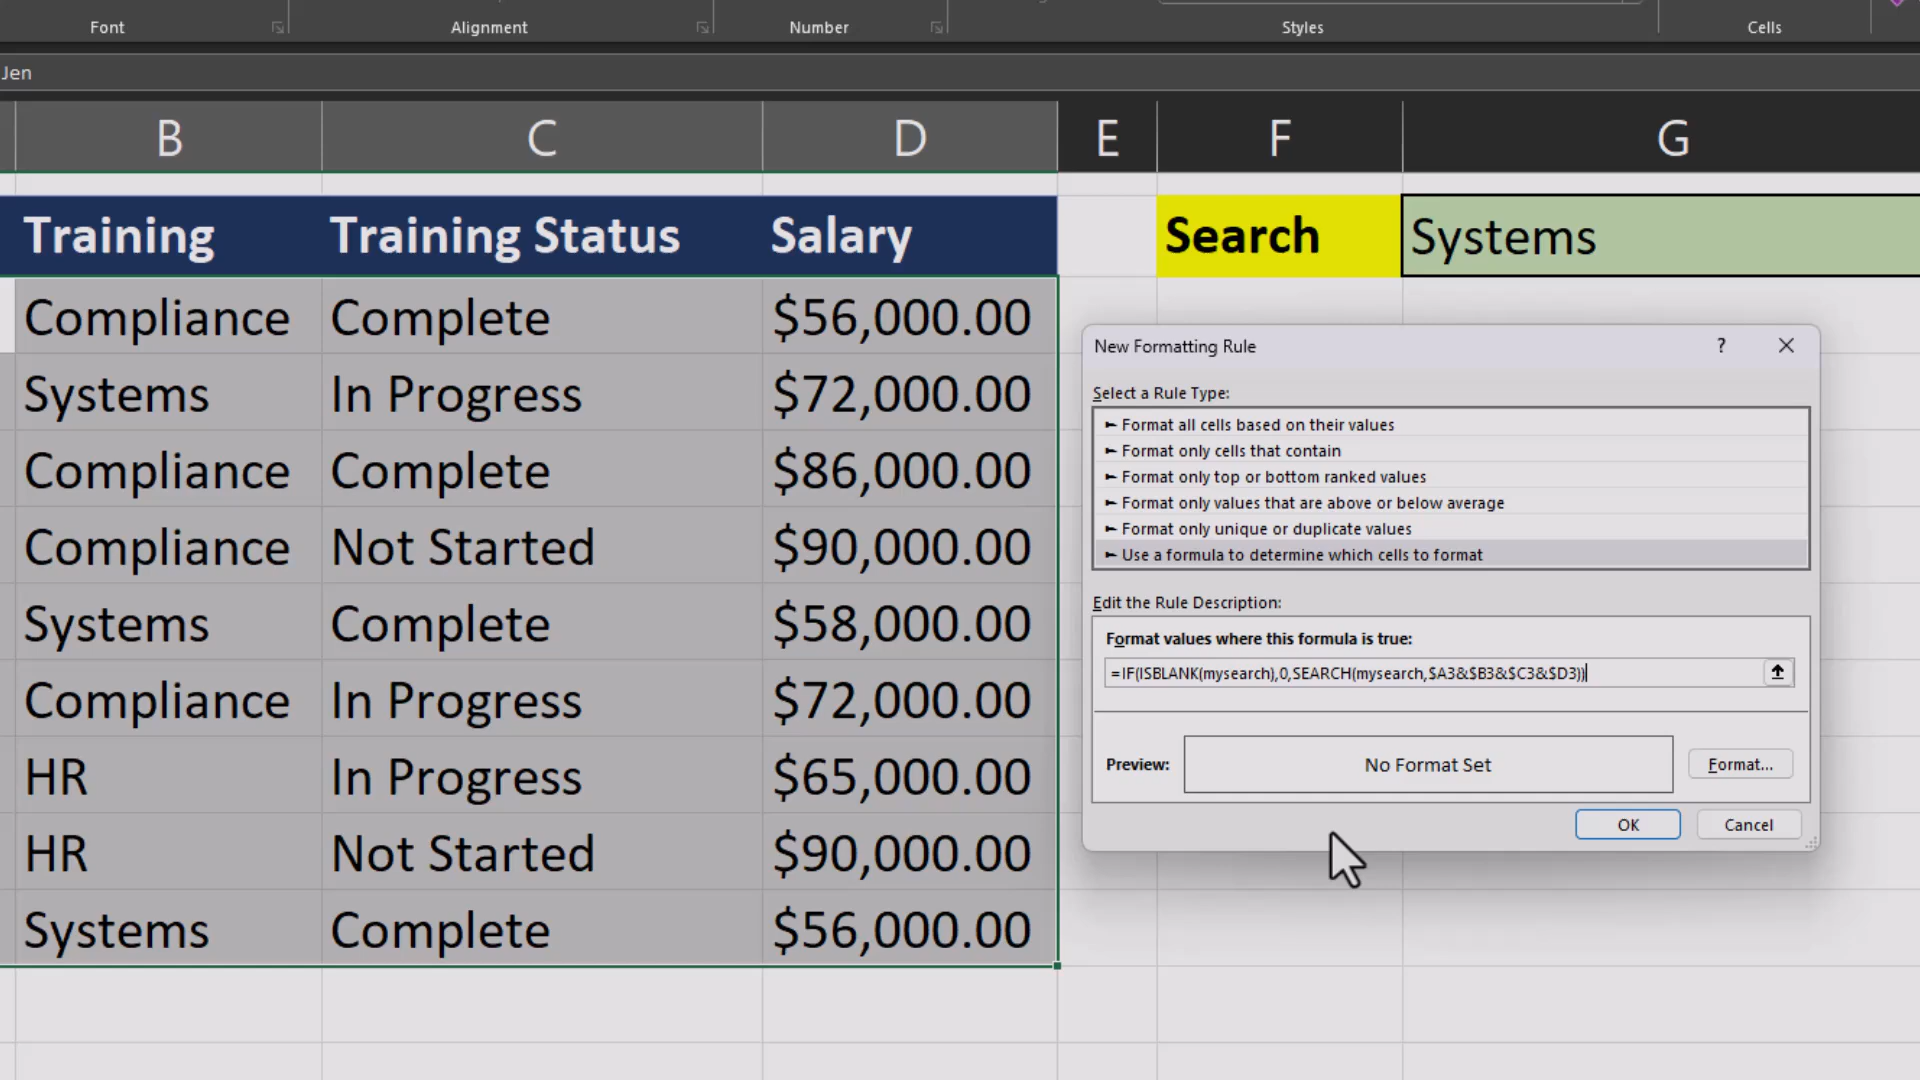 Font Alignment Number Styles Cells
Jen
B C D E F G
Training Training Status Salary Search Systems
Compliance Complete $56,000.00
Systems In Progress $72,000.00
Compliance Complete $86,000.00
Compliance Not Started $90,000.00
Systems Complete $58,000.00
Compliance In Progress $72,000.00
HR In Progress $65,000.00
HR Not Started $90,000.00
Systems Complete $56,000.00
New Formatting Rule ?
Select a Rule Type:
► Format all cells based on their values
► Format only cells that contain
► Format only top or bottom ranked values
► Format only values that are above or below average
► Format only unique or duplicate values
► Use a formula to determine which cells to format
Edit the Rule Description:
Format values where this formula is true:
=IF(ISBLANK(mysearch),0,SEARCH(mysearch,$A3&$B3&$C3&$D3))
Preview: No Format Set Format...
OK Cancel